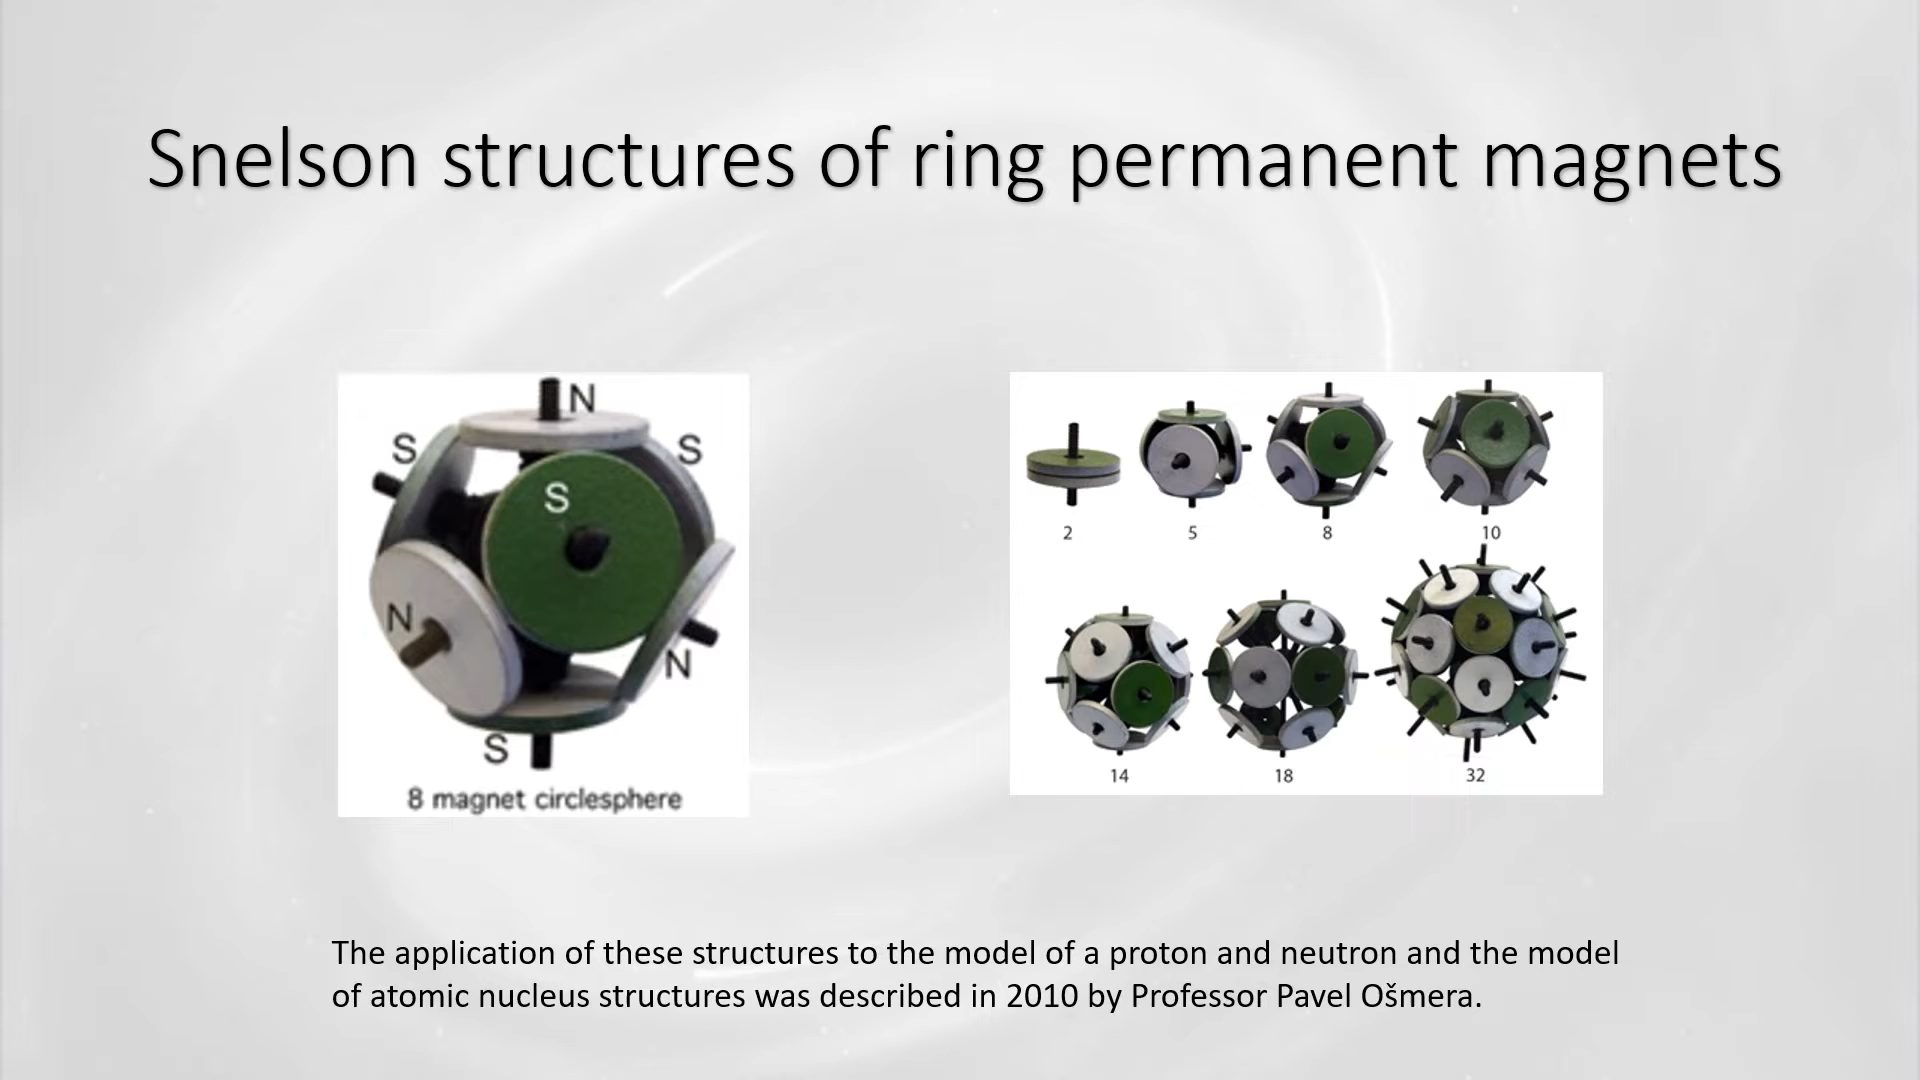 Snelson structures of ring permanent magnets
N
S
S
S
N
N
S
8 magnet circlesphere
2
5
8
10
14
18
32
The application of these structures to the model of a proton and neutron and the model
of atomic nucleus structures was described in 2010 by Professor Pavel Ošmera.